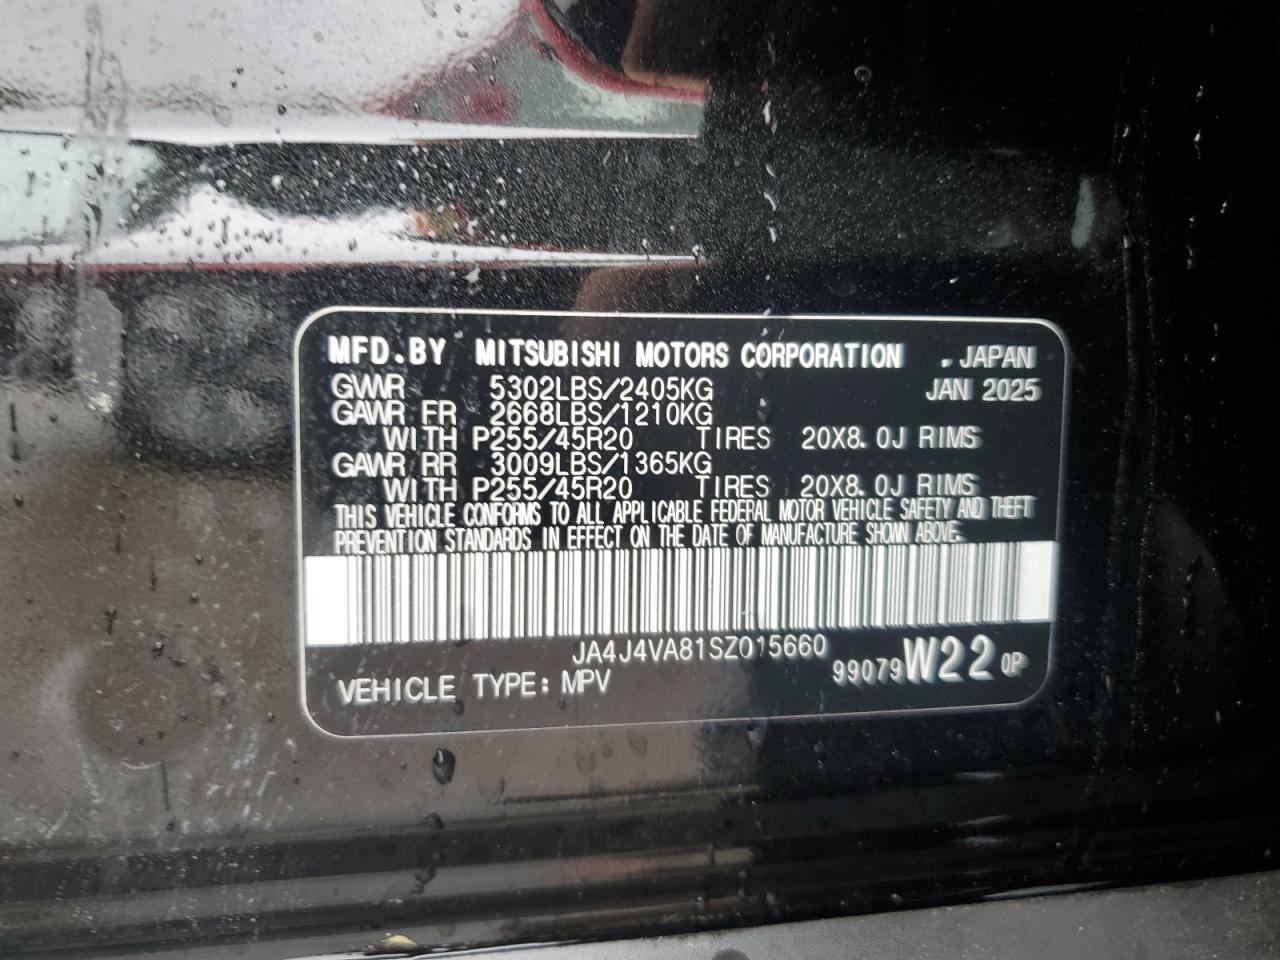 MFD.BY MITSUBISHI MOTORS CORPORATION , JAPAN
GVWR 5302LBS/2405KG JAN 2025
GAWR FR 2668LBS/1210KG
WITH P255/45R20 TIRES 20X8.0J RIMS
GAWR RR 3009LBS/1365KG
WITH P255/45R20 TIRES 20X8.0J RIMS
THIS VEHICLE CONFORMS TO ALL APPLICABLE FEDERAL MOTOR VEHICLE SAFETY AND THEFT
PREVENTION STANDARDS IN EFFECT ON THE DATE OF MANUFACTURE SHOWN ABOVE.
JA4J4VA81SZ015660
99079W22 0P
VEHICLE TYPE: MPV